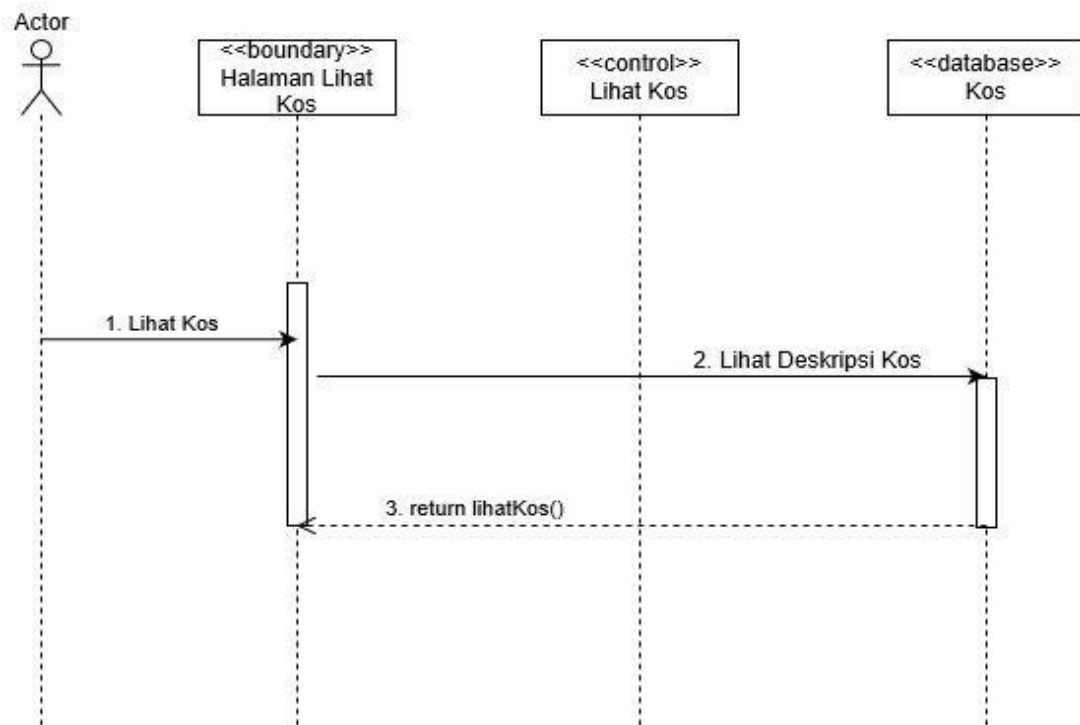 Actor
<<boundary>>
Halaman Lihat
Kos
<<control>>
Lihat Kos
<<database>>
Kos
1. Lihat Kos
2. Lihat Deskripsi Kos
3. return lihatKos()